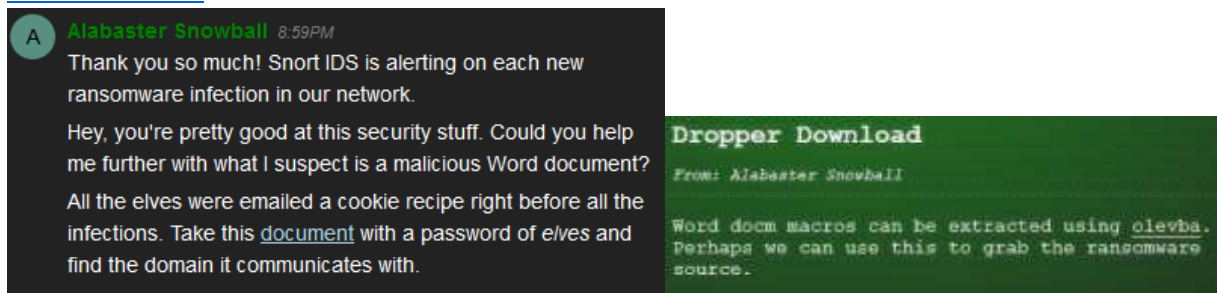 A
Alabaster Snowball 8:59PM
Thank you so much! Snort IDS is alerting on each new
ransomware infection in our network.
Hey, you're pretty good at this security stuff. Could you help
me further with what I suspect is a malicious Word document?
All the elves were emailed a cookie recipe right before all the
infections. Take this document with a password of elves and
find the domain it communicates with.
Dropper Download
From: Alabaster Snowball
Word docm macros can be extracted using olevba.
Perhaps we can use this to grab the ransomware
source.